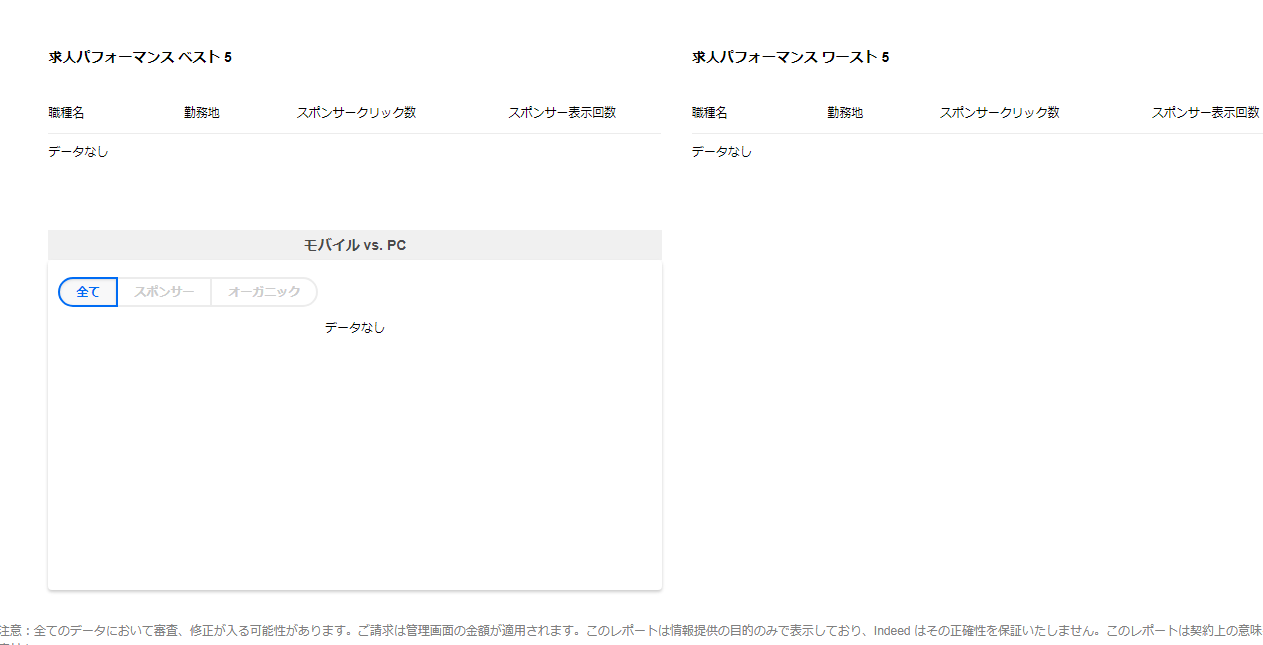 求人パフォーマンス ベスト 5
職種名 勤務地 スポンサークリック数 スポンサー表示回数
データなし
求人パフォーマンス ワースト 5
職種名 勤務地 スポンサークリック数 スポンサー表示回数
データなし
モバイル vs. PC
全て スポンサー オーガニック
データなし
注意：全てのデータにおいて審査、修正が入る可能性があります。ご請求は管理画面の金額が適用されます。このレポートは情報提供の目的のみで表示しており、Indeed はその正確性を保証いたしません。このレポートは契約上の意味